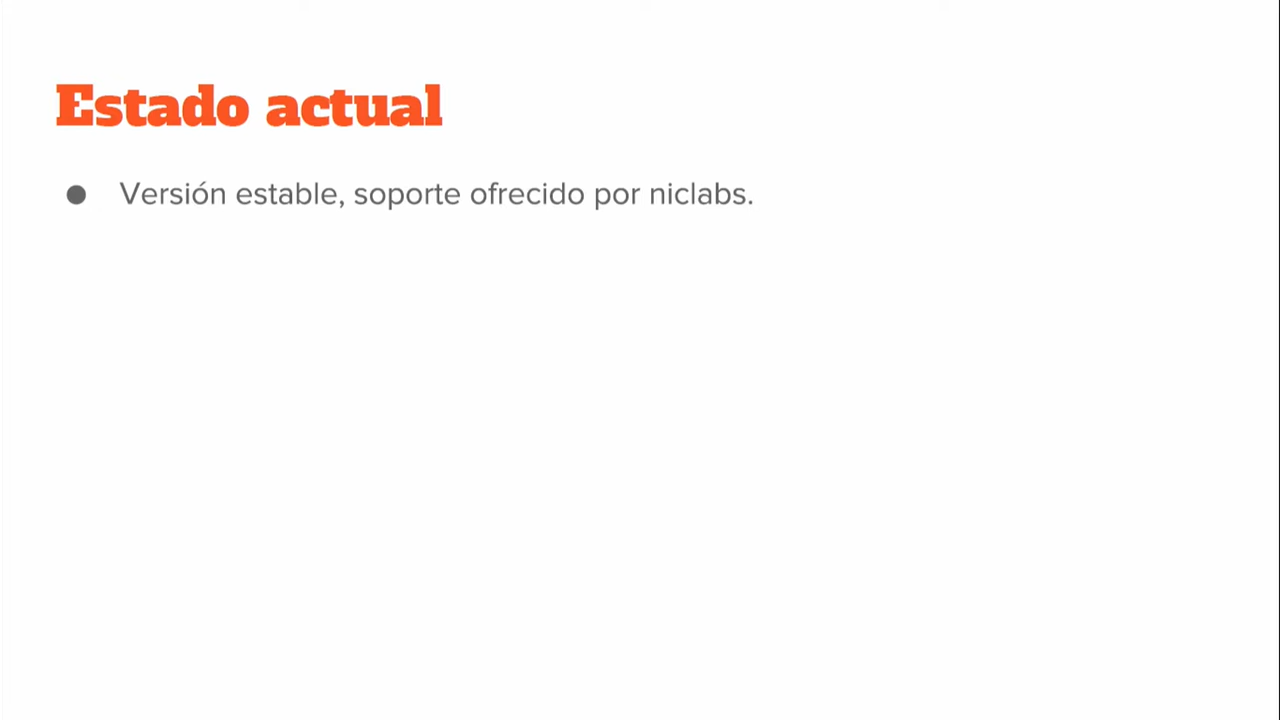 Estado actual
● Versión estable, soporte ofrecido por niclabs.